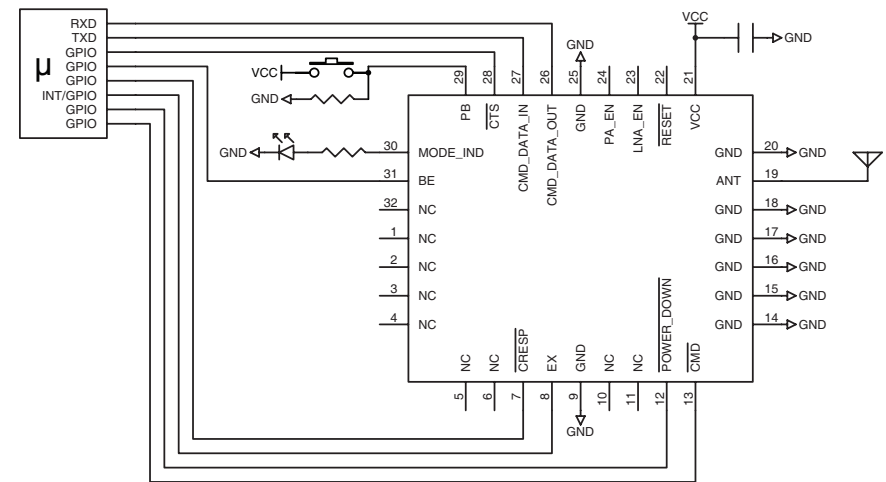 μ
RXD
TXD
GPIO
GPIO
GPIO
INT/GPIO
GPIO
GPIO
VCC
GND
GND
GND
VCC
GND
29
28
27
26
25
24
23
22
21
PB
CTS
CMD_DATA_IN
CMD_DATA_OUT
GND
PA_EN
LNA_EN
RESET
VCC
30 MODE_IND
31 BE
32 NC
1 NC
2 NC
3 NC
4 NC
GND 20 GND
ANT 19
GND 18 GND
GND 17 GND
GND 16 GND
GND 15 GND
GND 14 GND
NC
NC
CRESP
EX
GND
NC
NC
POWER_DOWN
CMD
5
6
7
8
9
10
11
12
13
GND